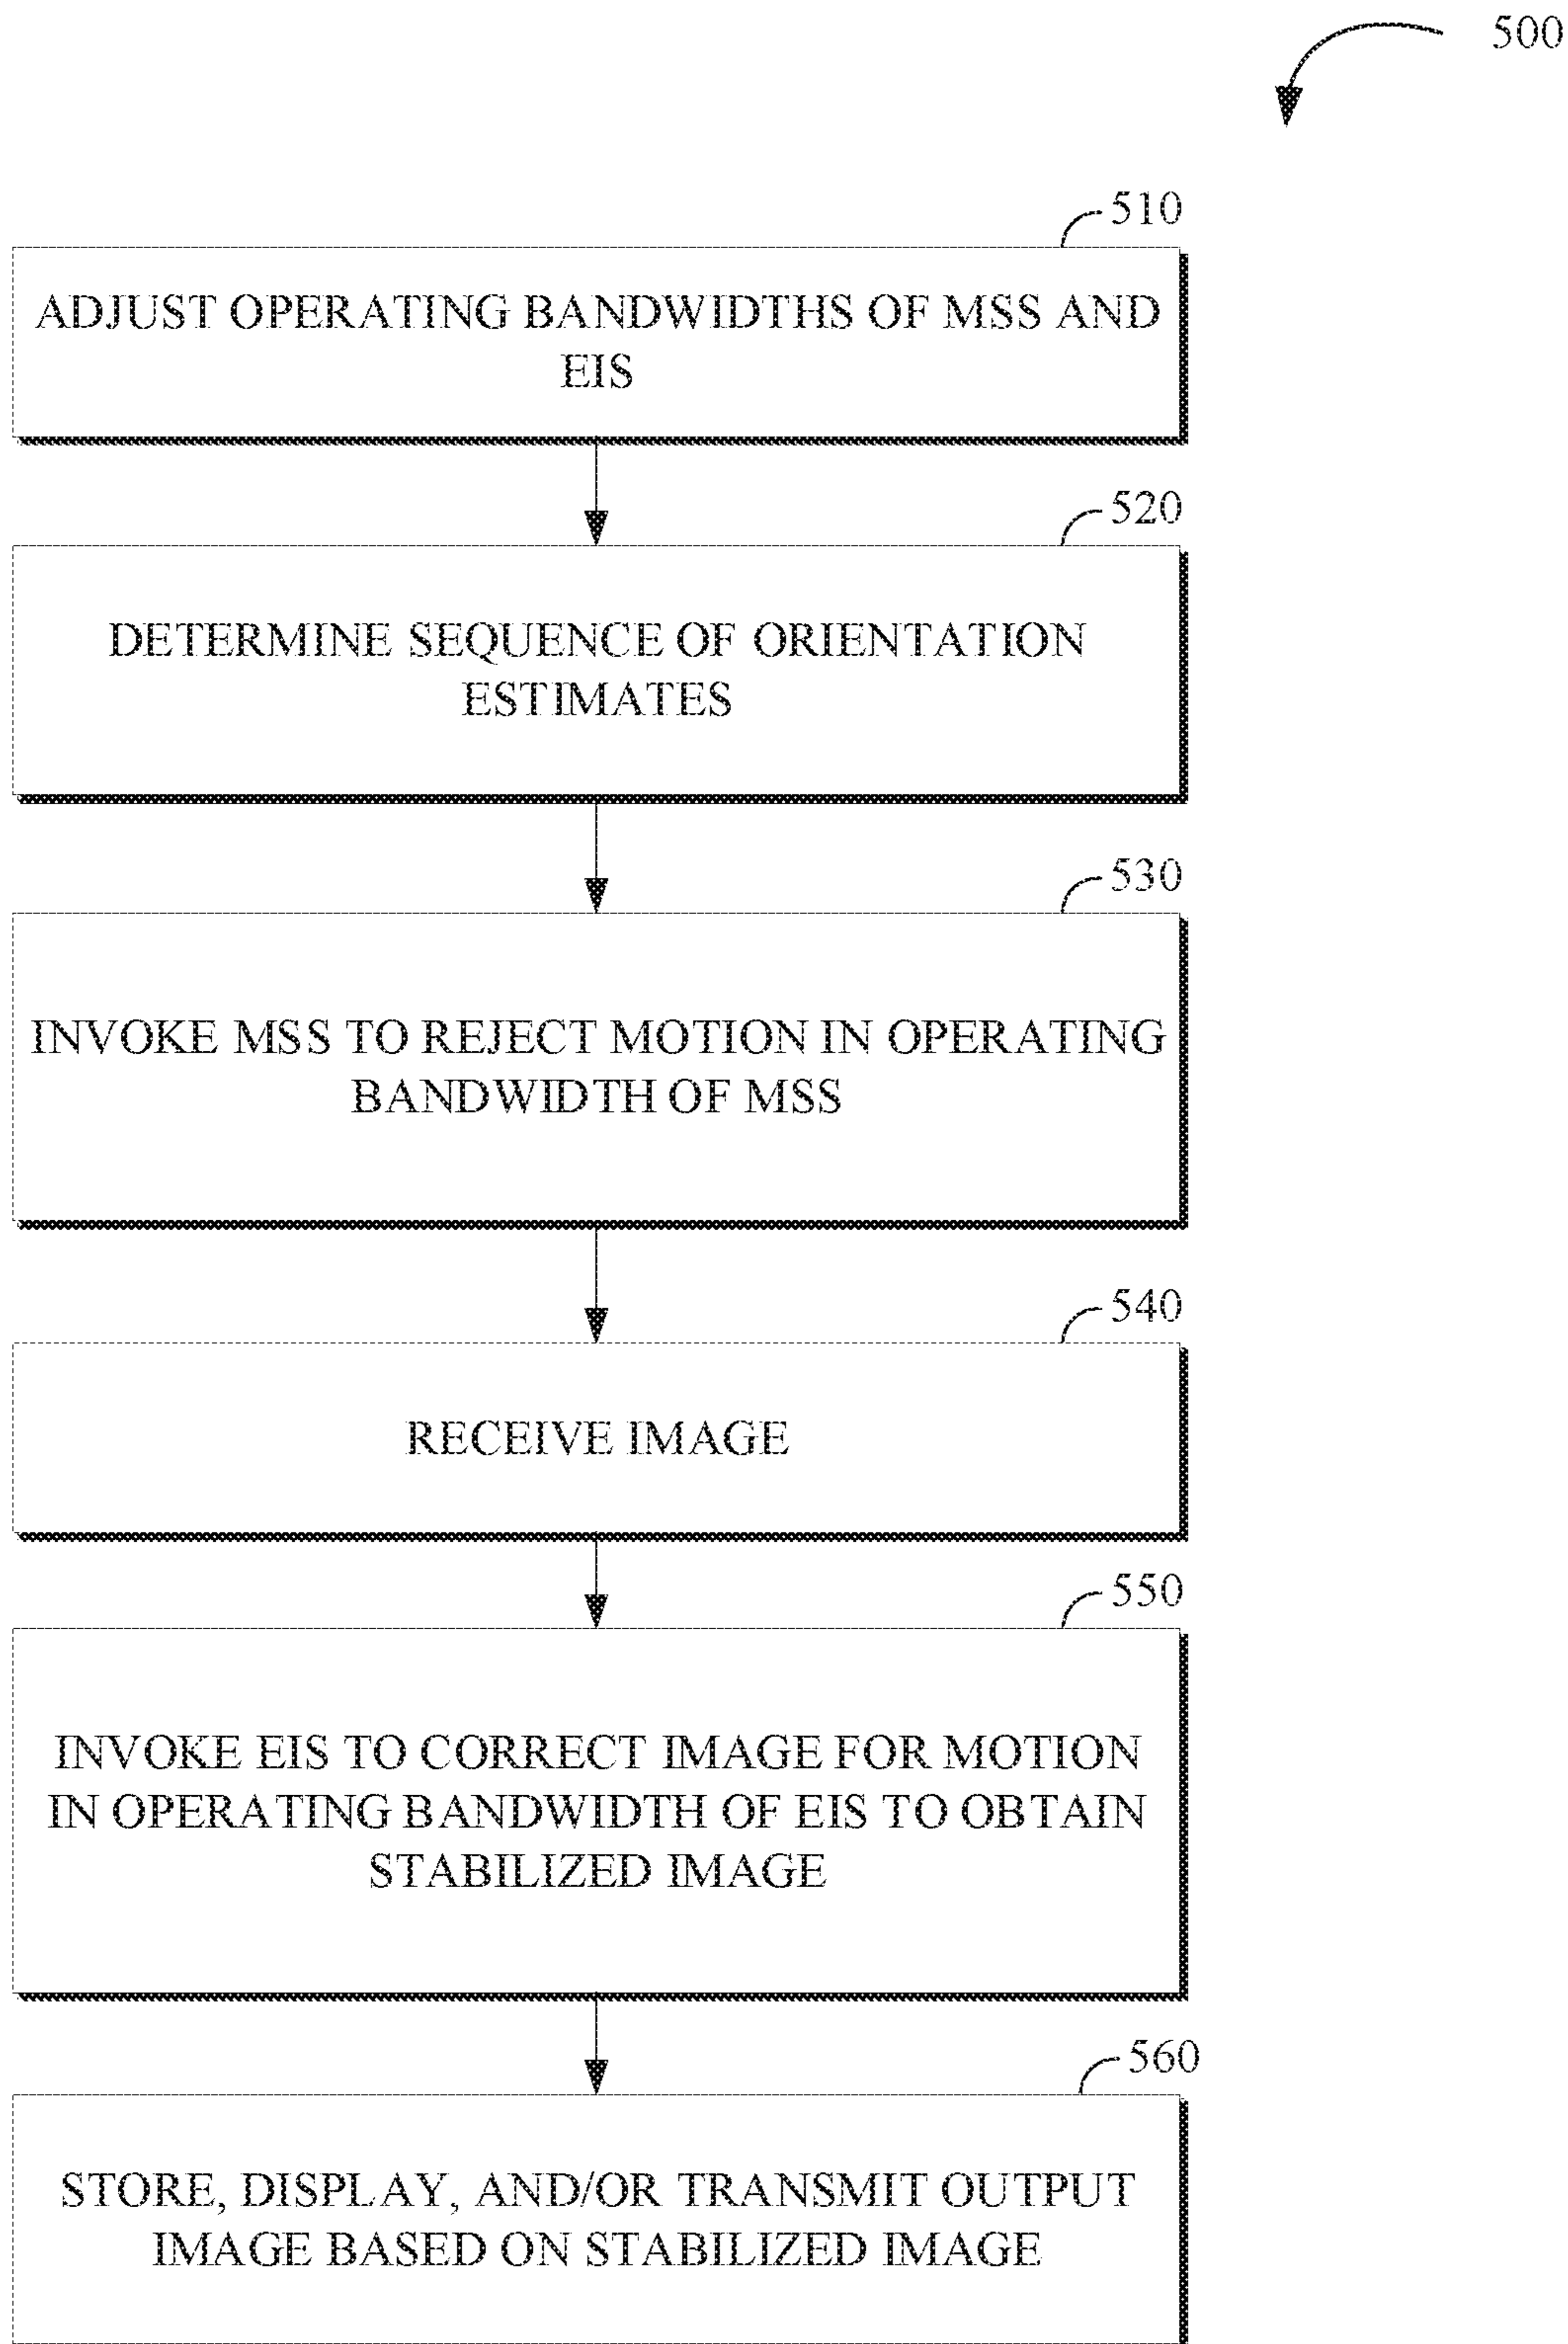 500
510
ADJUST OPERATING BANDWIDTHS OF MSS AND
EIS
520
DETERMINE SEQUENCE OF ORIENTATION
ESTIMATES
530
INVOKE MSS TO REJECT MOTION IN OPERATING
BANDWIDTH OF MSS
540
RECEIVE IMAGE
550
INVOKE EIS TO CORRECT IMAGE FOR MOTION
IN OPERATING BANDWIDTH OF EIS TO OBTAIN
STABILIZED IMAGE
560
STORE, DISPLAY, AND/OR TRANSMIT OUTPUT
IMAGE BASED ON STABILIZED IMAGE